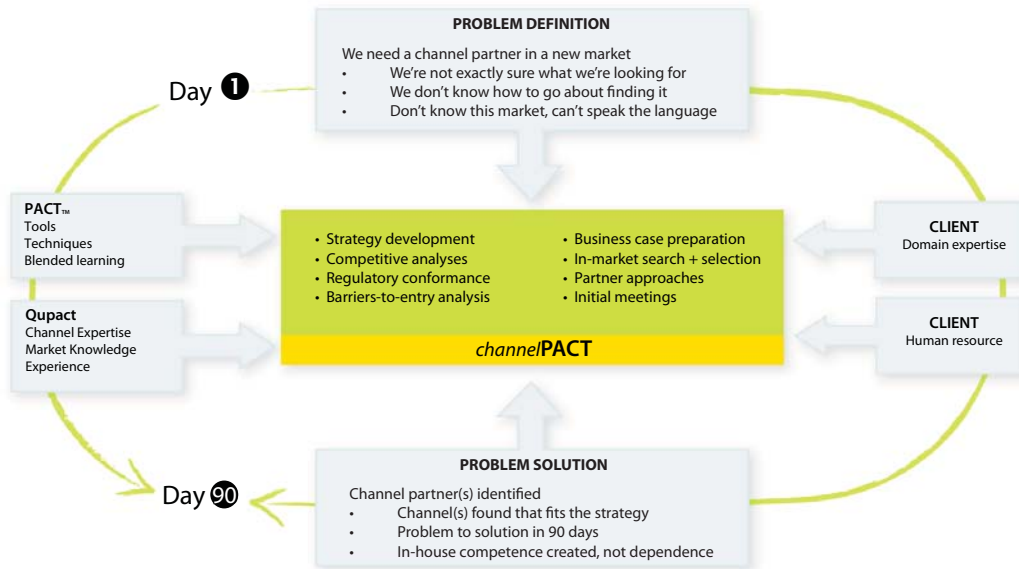 PROBLEM DEFINITION
We need a channel partner in a new market
• We're not exactly sure what we're looking for
• We don't know how to go about finding it
• Don't know this market, can't speak the language
Day 1
PACT™
Tools
Techniques
Blended learning
Qupact
Channel Expertise
Market Knowledge
Experience
• Strategy development
• Competitive analyses
• Regulatory conformance
• Barriers-to-entry analysis
• Business case preparation
• In-market search + selection
• Partner approaches
• Initial meetings
channelPACT
CLIENT
Domain expertise
CLIENT
Human resource
Day 90
PROBLEM SOLUTION
Channel partner(s) identified
• Channel(s) found that fits the strategy
• Problem to solution in 90 days
• In-house competence created, not dependence